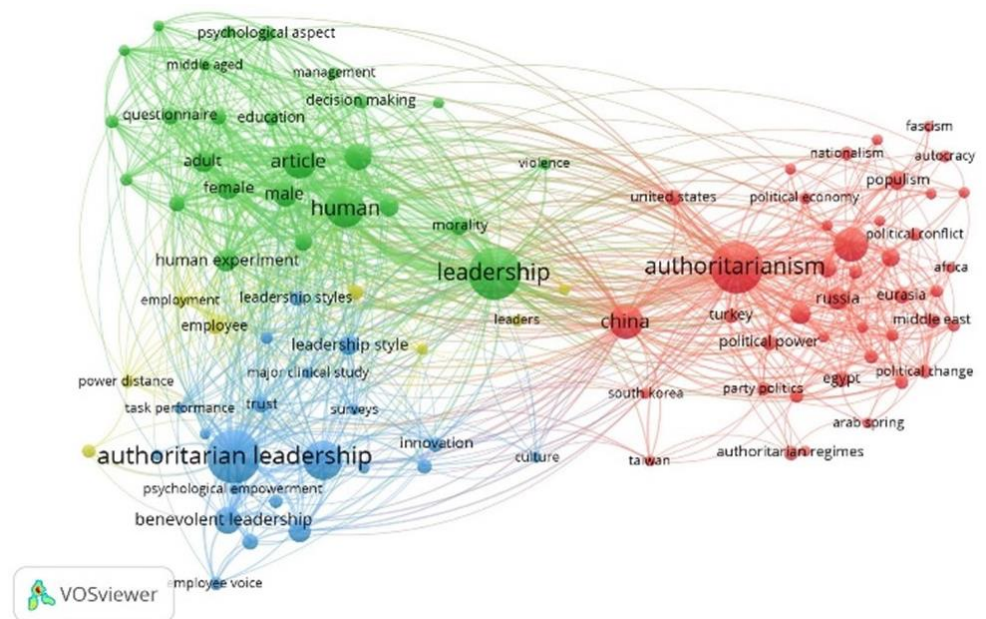 psychological aspect
middle aged
management
decision making
questionnaire
education
article
adult
female
male
human
violence
morality
human experiment
leadership
employment
leadership styles
employee
leaders
leadership style
power distance
major clinical study
task performance
trust
surveys
authoritarian leadership
innovation
culture
psychological empowerment
benevolent leadership
employee voice
fascism
nationalism
autocracy
populism
united states
political economy
political conflict
authoritarianism
africa
russia
eurasia
china
turkey
middle east
political power
south korea
party politics
egypt
political change
arab spring
taiwan
authoritarian regimes
VOSviewer